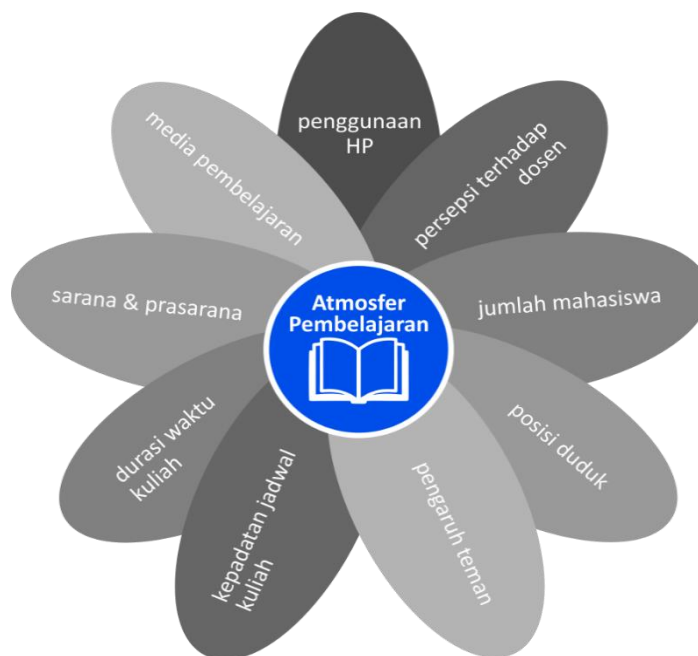 penggunaan
HP
persepsi terhadap
dosen
jumlah mahasiswa
posisi duduk
pengaruh teman
kepadatan jadwal
kuliah
durasi waktu
kuliah
sarana & prasarana
media pembelajaran
Atmosfer
Pembelajaran